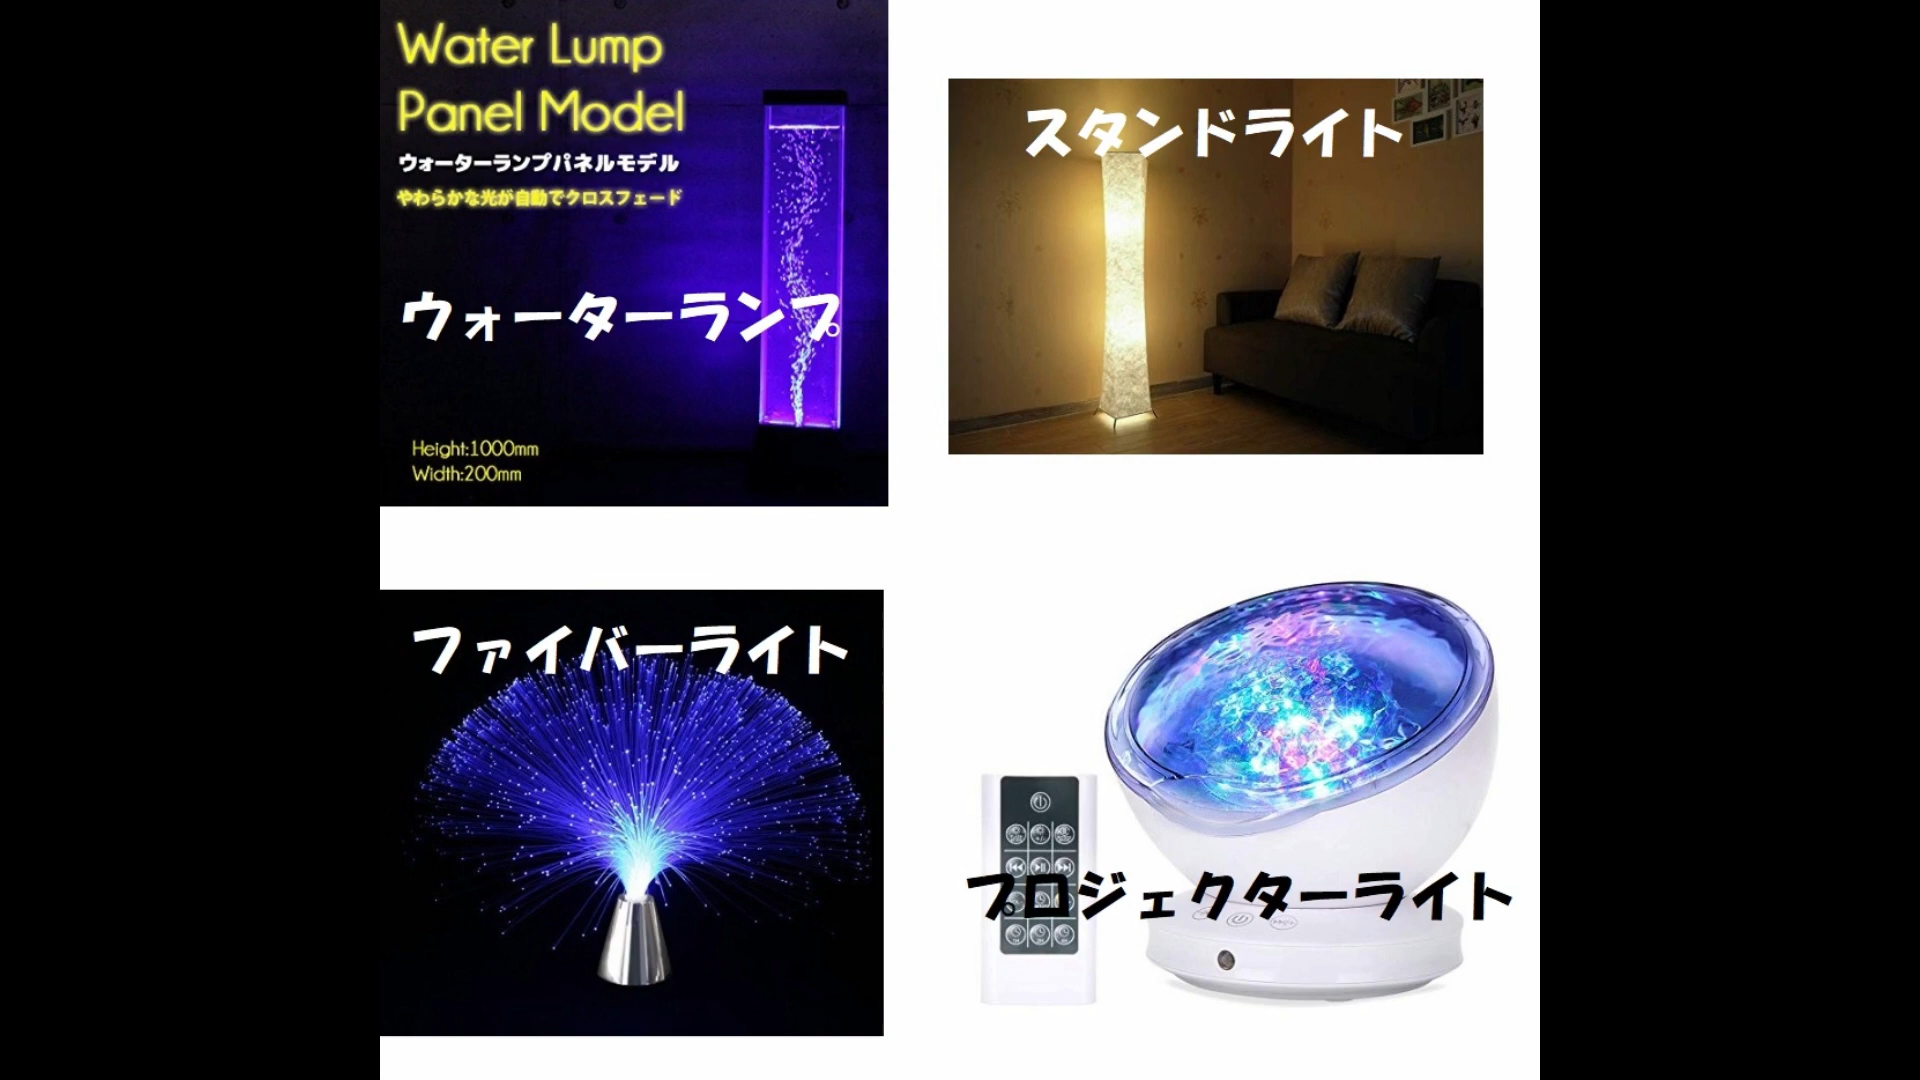 Water Lump
Panel Model
ウォーターランプパネルモデル
やわらかな光が自動でクロスフェード
ウォーターランプ
Height:1000mm
Width:200mm
スタンドライト
ファイバーライト
プロジェクターライト